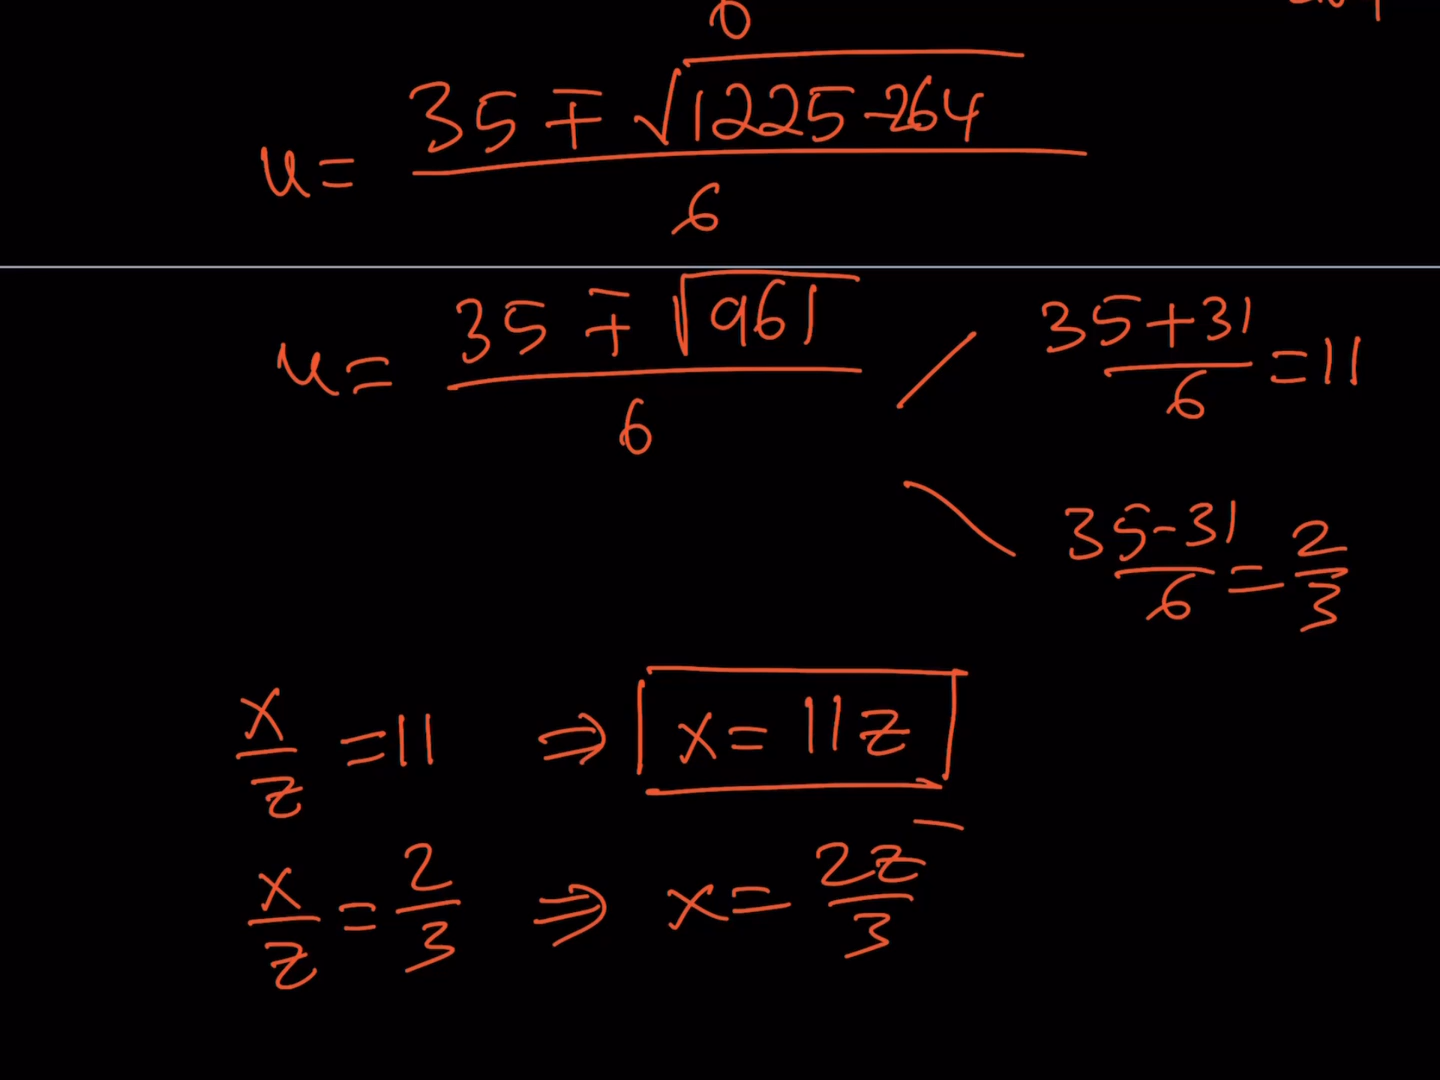 0
u = (35 ∓ √(1225-264))/6
u = (35 ∓ √961)/6
(35+31)/6 = 11
(35-31)/6 = 2/3
x/z = 11 ⇒ x = 11z
x/z = 2/3 ⇒ x = 2z/3